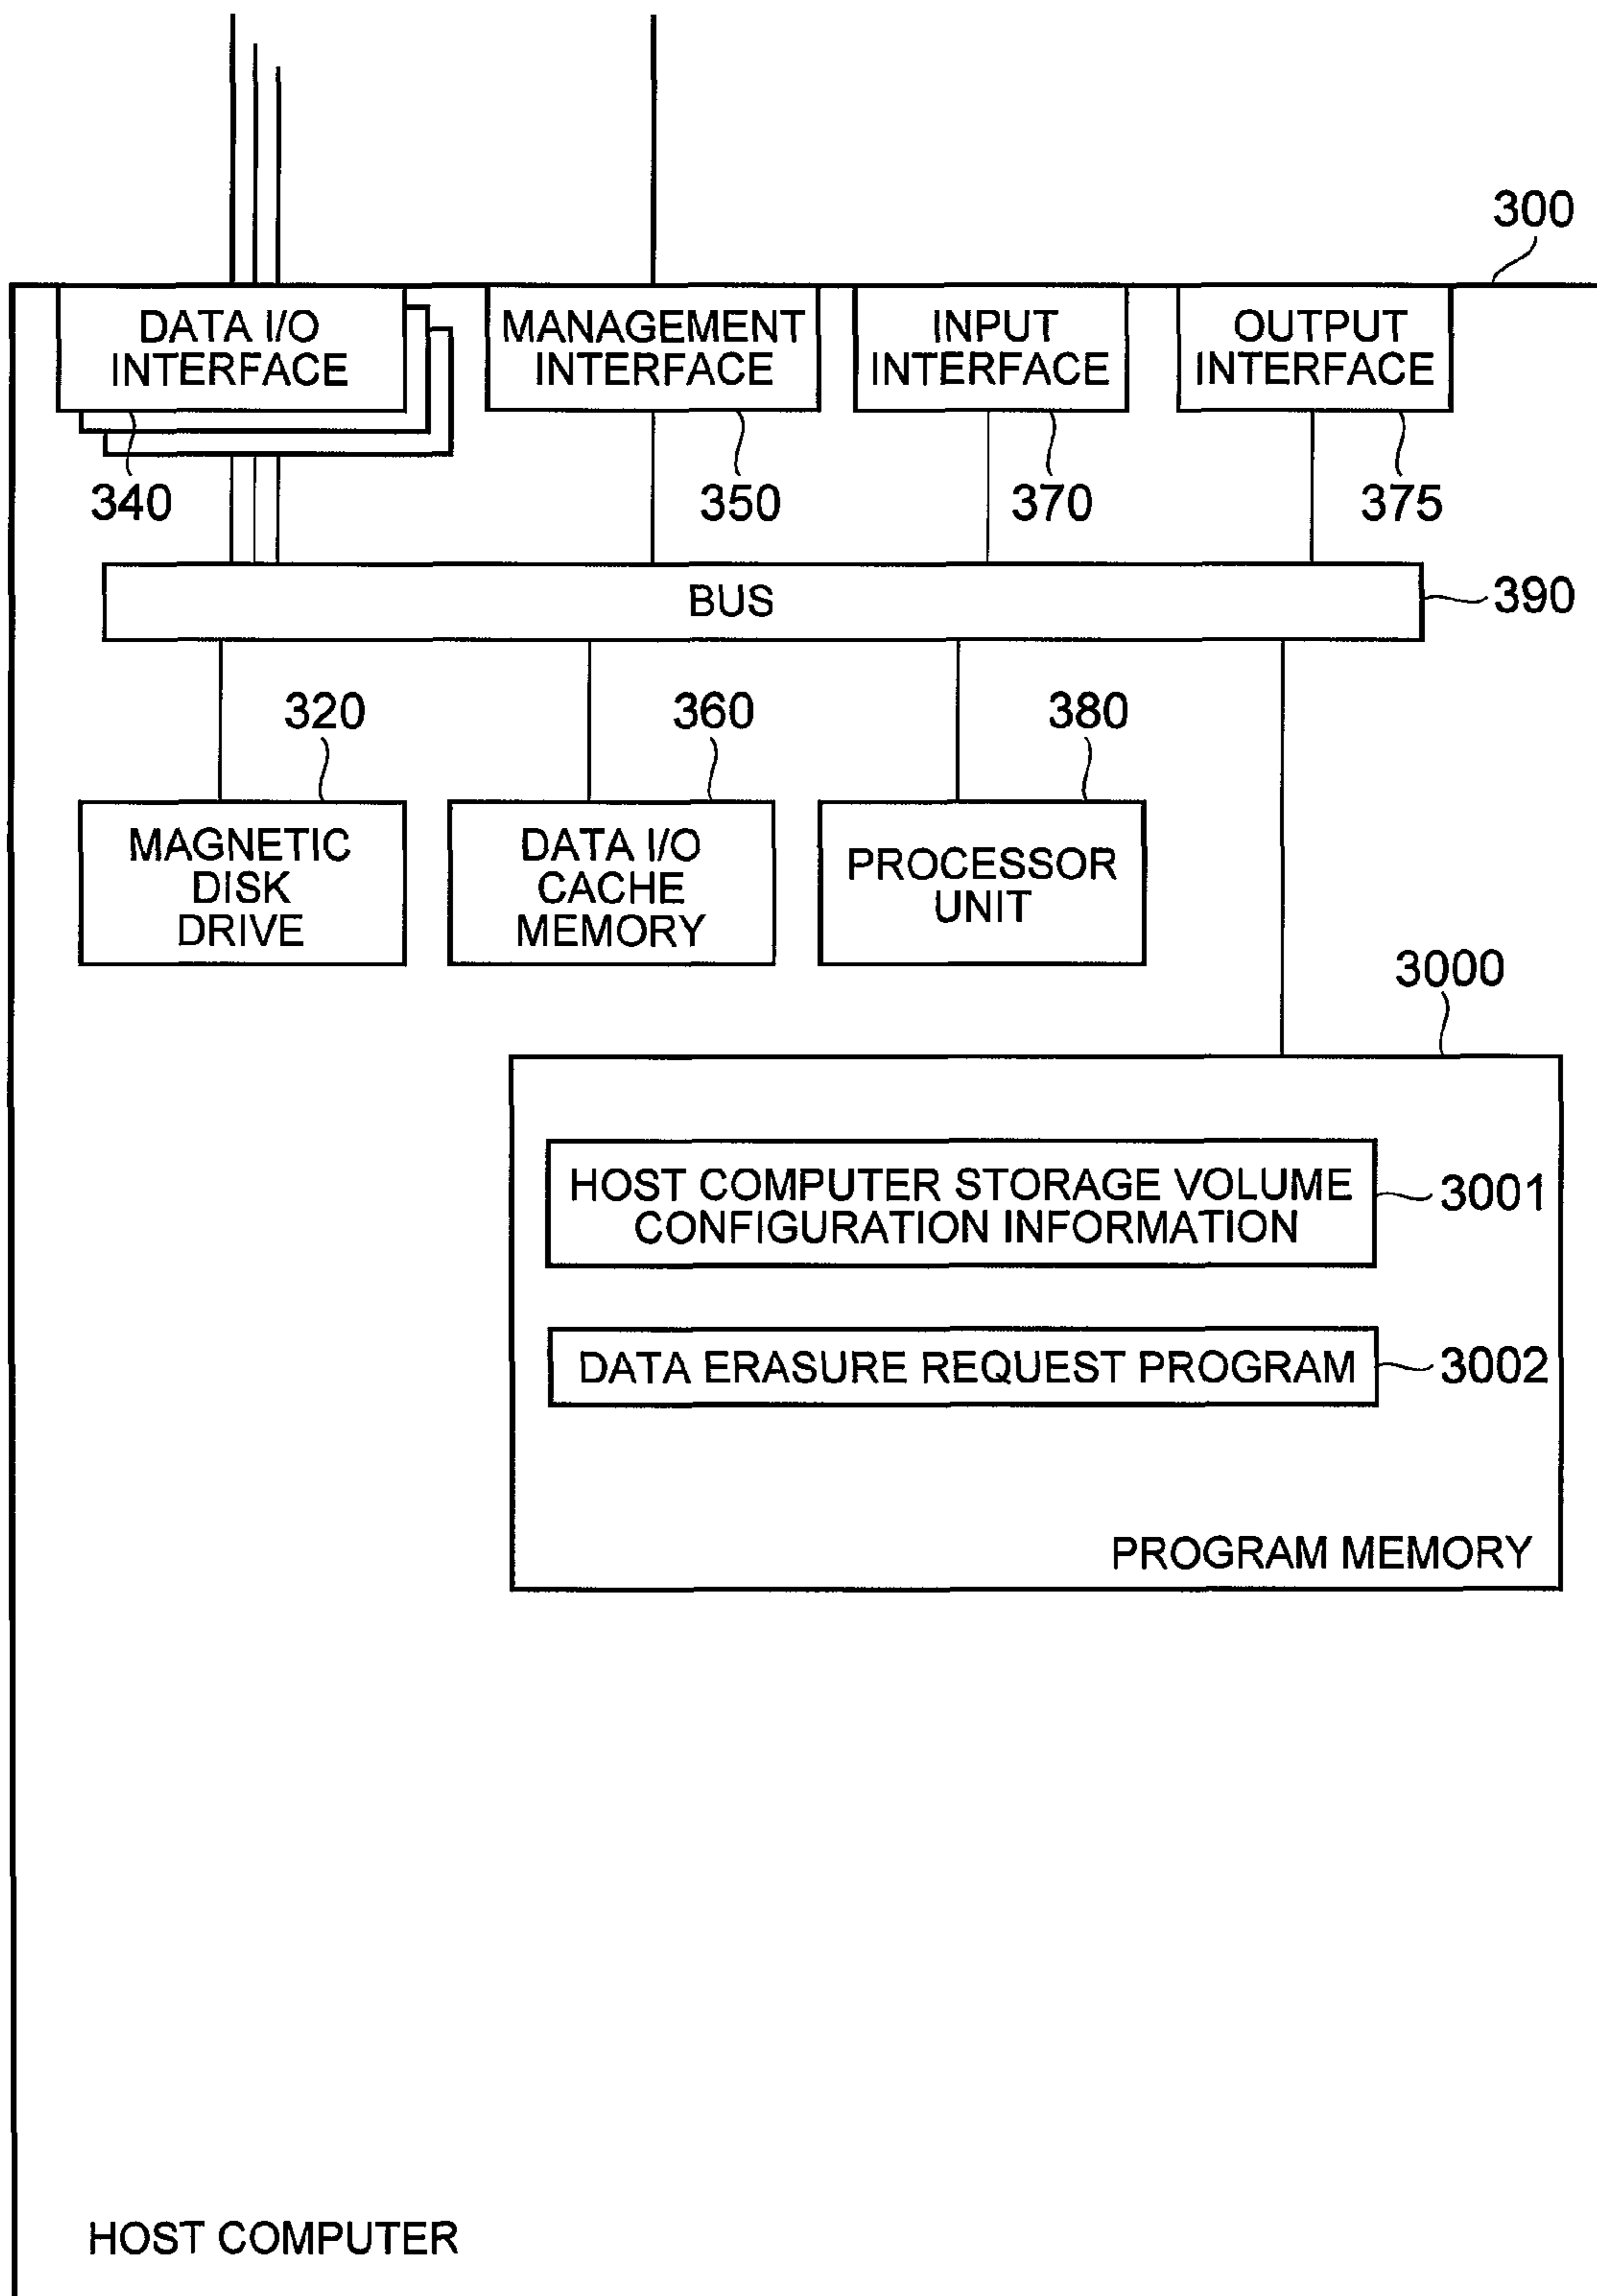 300
DATA I/O
INTERFACE
MANAGEMENT
INTERFACE
INPUT
INTERFACE
OUTPUT
INTERFACE
340
350
370
375
BUS
390
320
360
380
MAGNETIC
DISK
DRIVE
DATA I/O
CACHE
MEMORY
PROCESSOR
UNIT
3000
HOST COMPUTER STORAGE VOLUME
CONFIGURATION INFORMATION
3001
DATA ERASURE REQUEST PROGRAM
3002
PROGRAM MEMORY
HOST COMPUTER